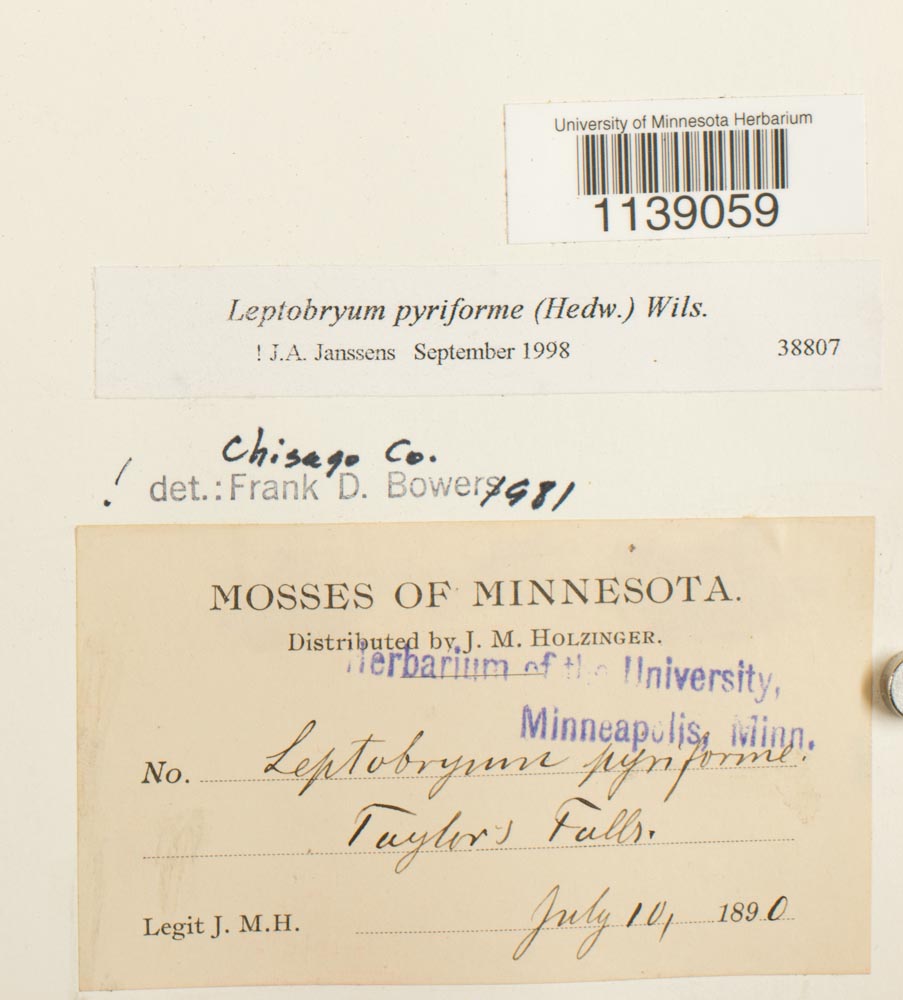 University of Minnesota Herbarium
1139059
Leptobryum pyriforme (Hedw.) Wils.
! J.A. Janssens September 1998 38807
Chisago Co.
! det.: Frank D. Bowers 1981
MOSSES OF MINNESOTA.
Distributed by J. M. HOLZINGER.
Herbarium of the University,
Minneapolis, Minn.
No. Leptobryum pyriforme.
Taylor's Falls.
Legit J. M.H. July 10, 1890